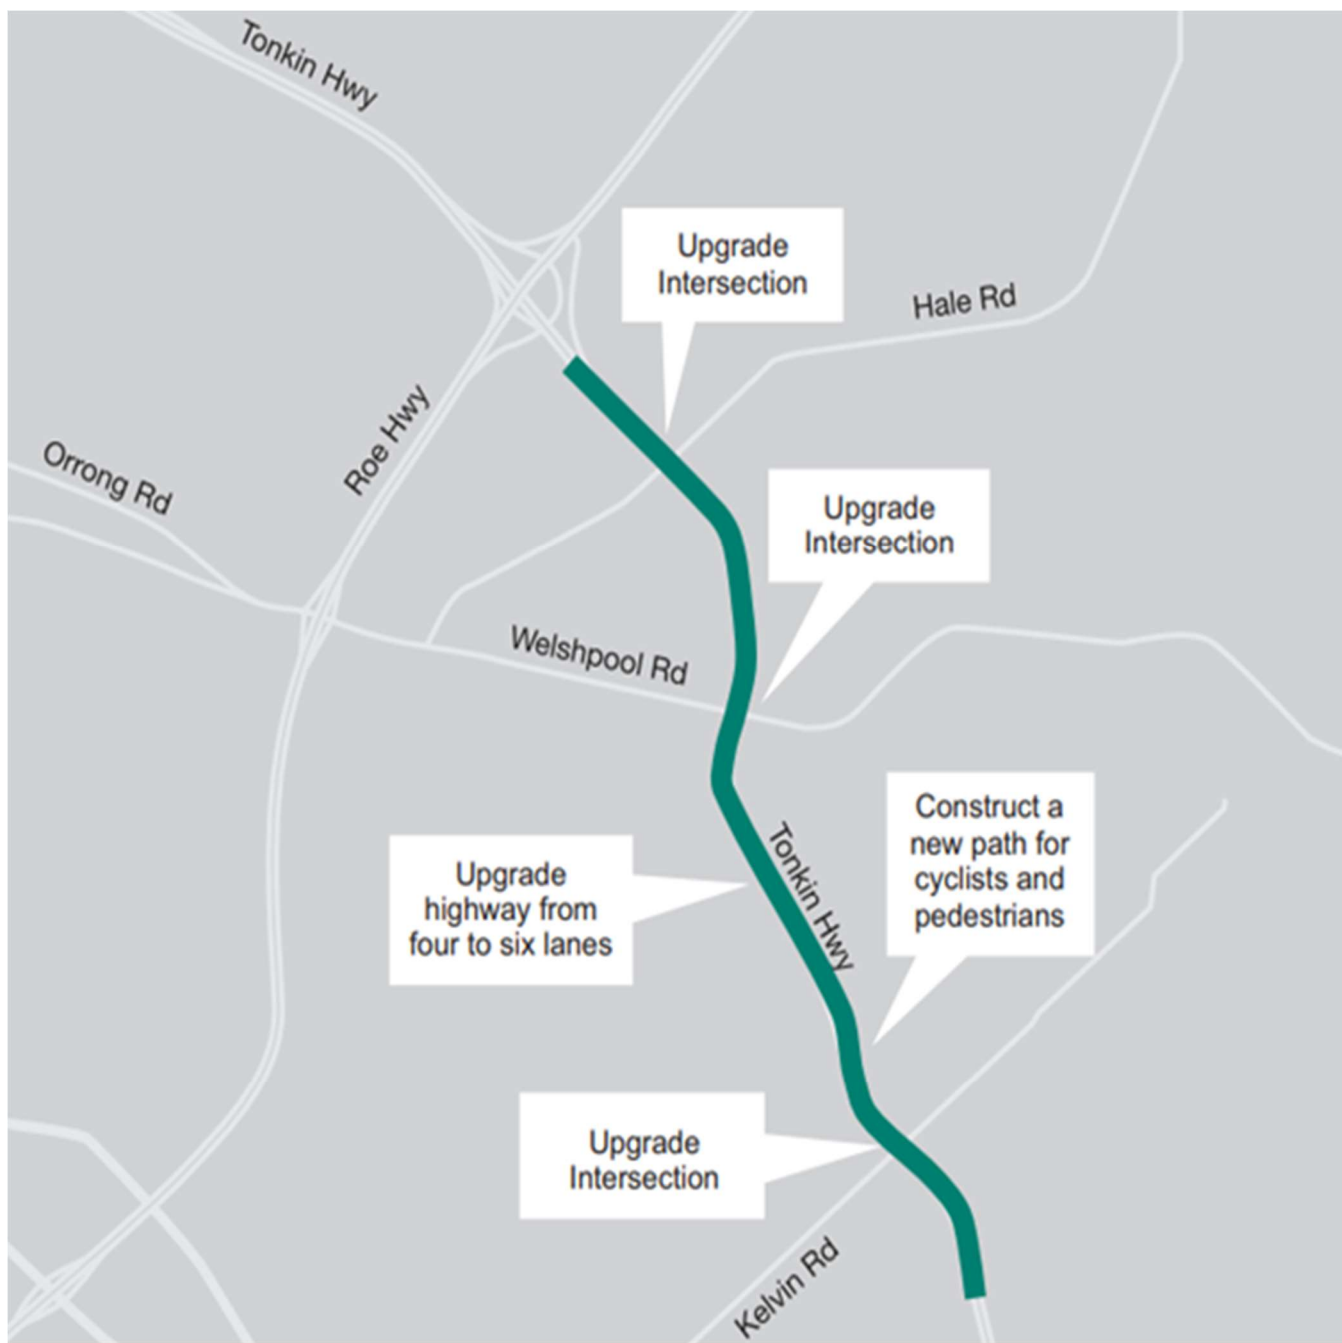 Tonkin Hwy
Upgrade
Intersection
Hale Rd
Roe Hwy
Orrong Rd
Upgrade
Intersection
Welshpool Rd
Construct a
new path for
cyclists and
pedestrians
Tonkin Hwy
Upgrade
highway from
four to six lanes
Upgrade
Intersection
Kelvin Rd